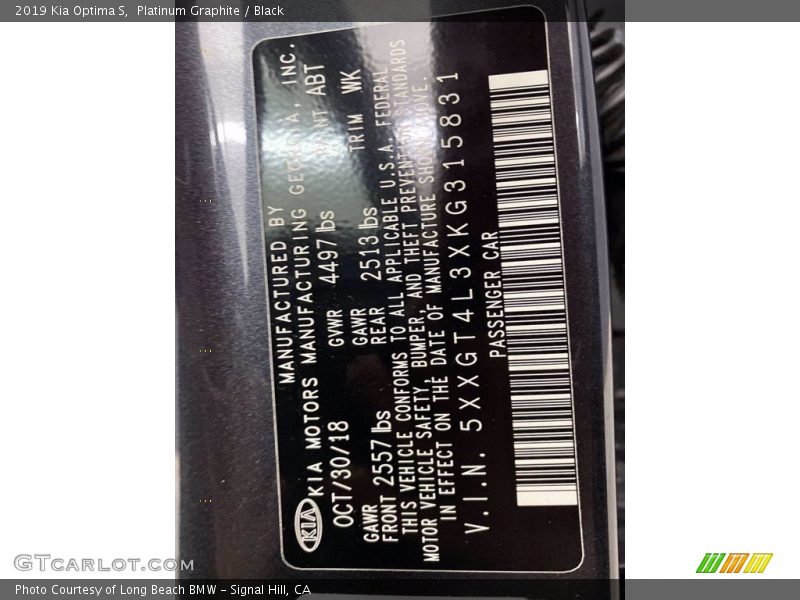 2019 Kia Optima S,  Platinum Graphite / Black
MANUFACTURED BY
KIA MOTORS MANUFACTURING GEORGIA, INC.
KIA
OCT/30/18 GVWR 4497 lbs PAINT ABT
GAWR GAWR
FRONT 2557 lbs REAR 2513 lbs TRIM WK
THIS VEHICLE CONFORMS TO ALL APPLICABLE U.S.A. FEDERAL
MOTOR VEHICLE SAFETY, BUMPER, AND THEFT PREVENTION STANDARDS
IN EFFECT ON THE DATE OF MANUFACTURE SHOWN ABOVE.
V.I.N. 5XXGT4L3XKG315831
PASSENGER CAR
GTCarLot.com
Photo Courtesy of Long Beach BMW - Signal Hill, CA